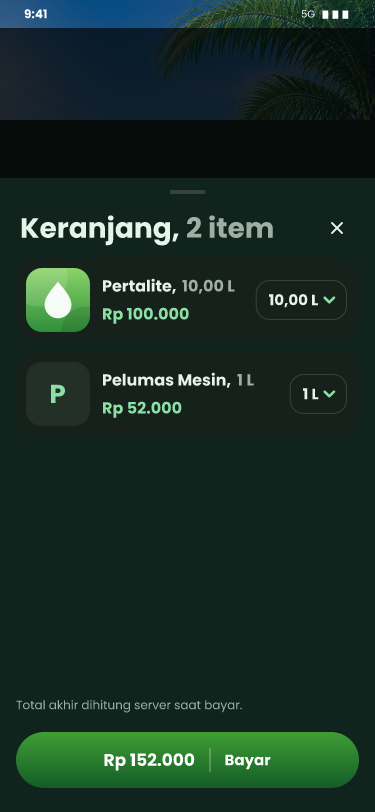 9:41
5G
Keranjang, 2 item
Pertalite, 10,00 L
Rp 100.000
10,00 L
P
Pelumas Mesin, 1 L
Rp 52.000
1 L
Total akhir dihitung server saat bayar.
Rp 152.000
Bayar